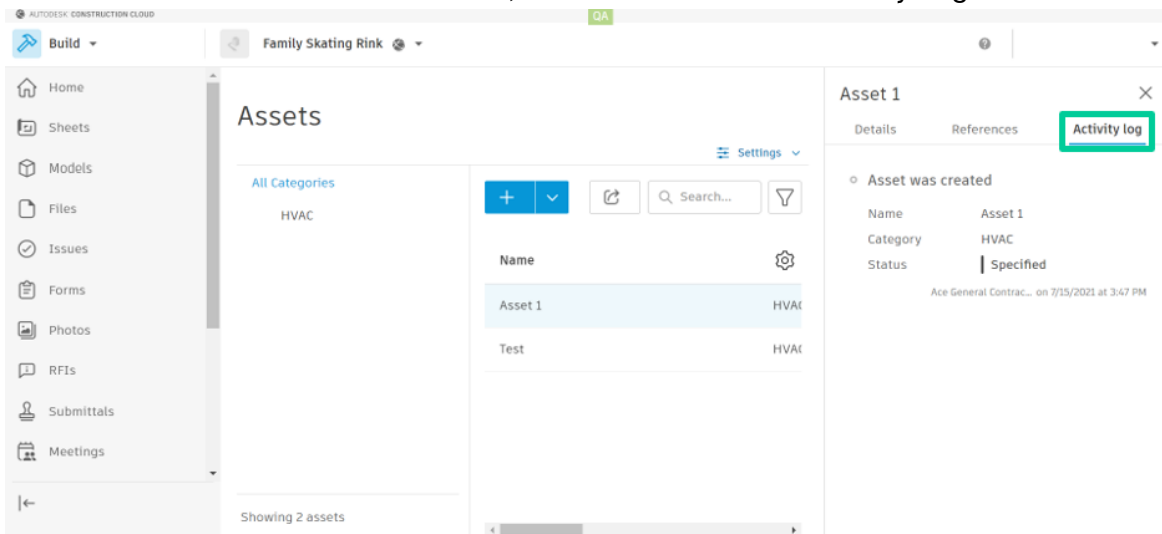 AUTODESK CONSTRUCTION CLOUD
QA
Build
Family Skating Rink
Home
Sheets
Models
Files
Issues
Forms
Photos
RFIs
Submittals
Meetings
Assets
Settings
All Categories
HVAC
Search...
Name
Asset 1 HVAC
Test HVAC
Showing 2 assets
Asset 1
Details References Activity log
Asset was created
Name Asset 1
Category HVAC
Status Specified
Ace General Contrac... on 7/15/2021 at 3:47 PM